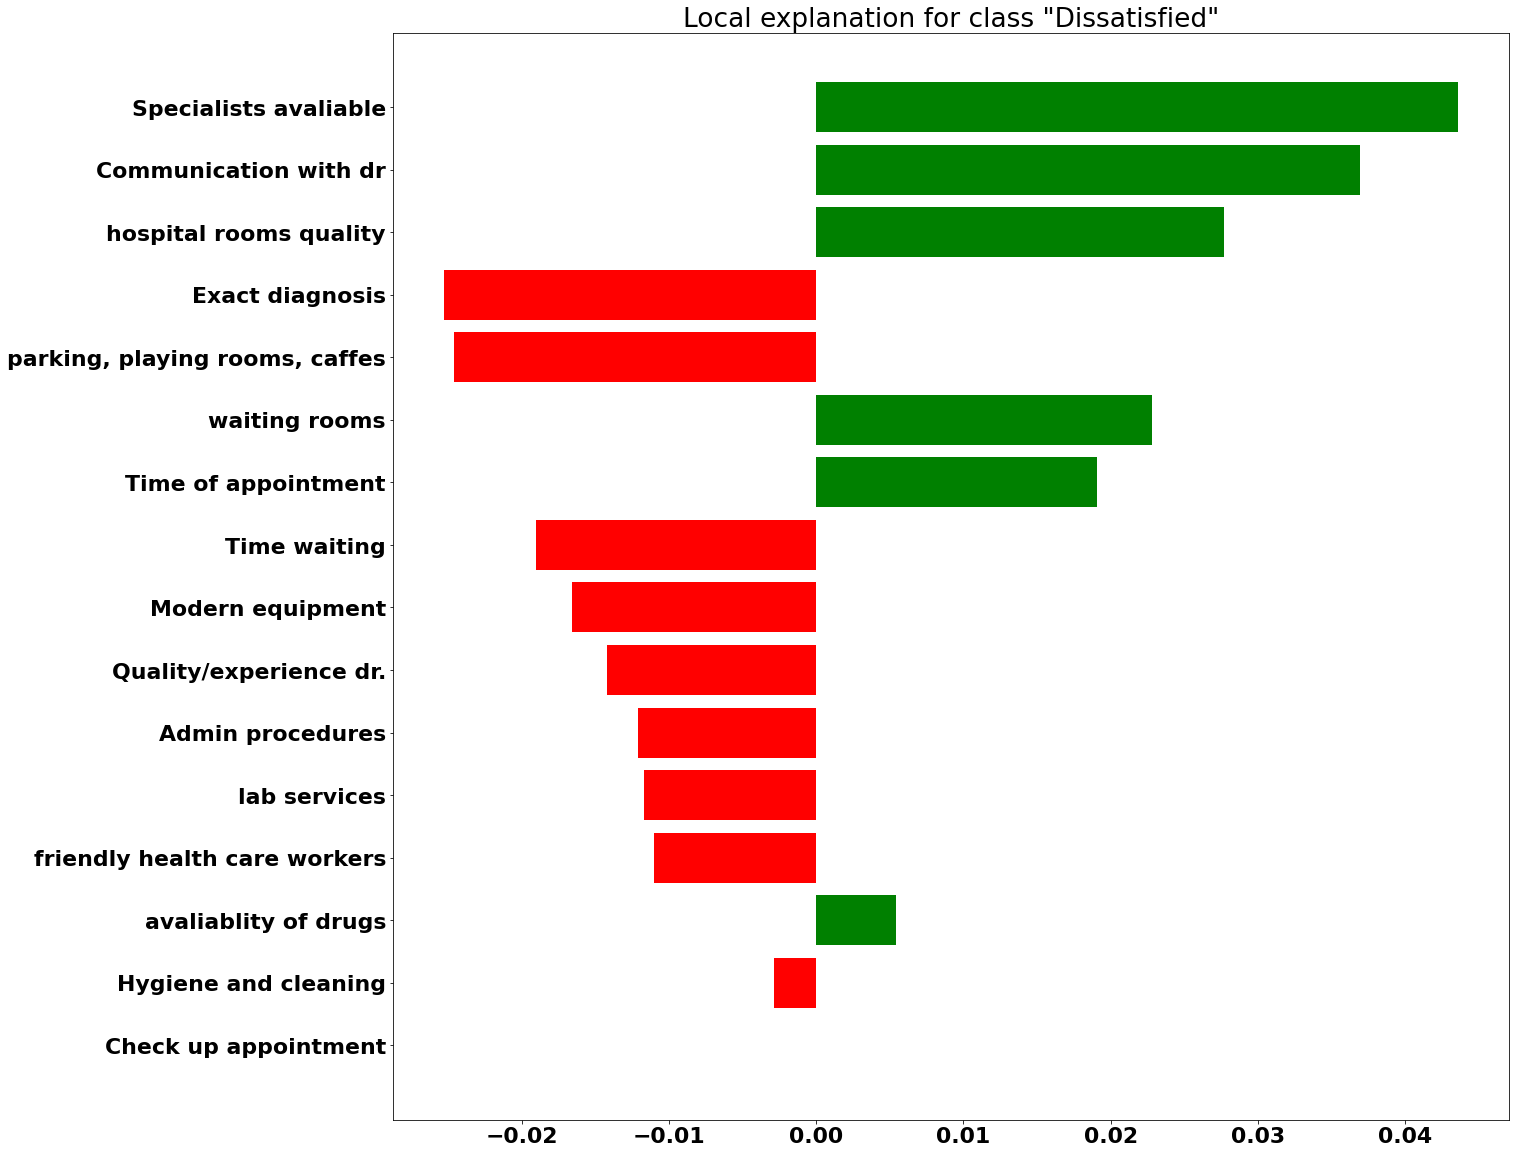 Local explanation for class "Dissatisfied"
Specialists avaliable
Communication with dr
hospital rooms quality
Exact diagnosis
parking, playing rooms, caffes
waiting rooms
Time of appointment
Time waiting
Modern equipment
Quality/experience dr.
Admin procedures
lab services
friendly health care workers
avaliablity of drugs
Hygiene and cleaning
Check up appointment
−0.02 −0.01 0.00 0.01 0.02 0.03 0.04